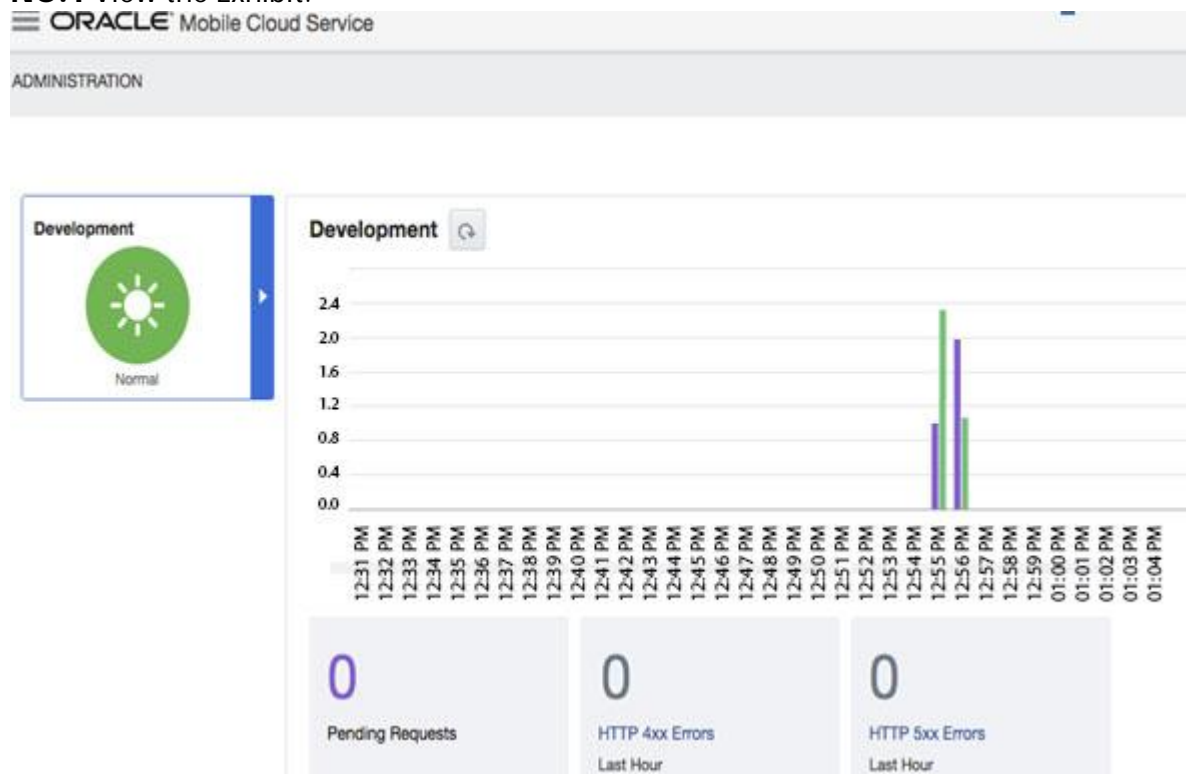 ORACLE Mobile Cloud Service
ADMINISTRATION
Development
Normal
Development
2.4
2.0
1.6
1.2
0.8
0.4
0.0
12:31 PM
12:32 PM
12:33 PM
12:34 PM
12:35 PM
12:36 PM
12:37 PM
12:38 PM
12:39 PM
12:40 PM
12:41 PM
12:42 PM
12:43 PM
12:44 PM
12:45 PM
12:46 PM
12:47 PM
12:48 PM
12:49 PM
12:50 PM
12:51 PM
12:52 PM
12:53 PM
12:54 PM
12:55 PM
12:56 PM
12:57 PM
12:58 PM
12:59 PM
01:00 PM
01:01 PM
01:02 PM
01:03 PM
01:04 PM
0
Pending Requests
0
HTTP 4xx Errors
Last Hour
0
HTTP 5xx Errors
Last Hour